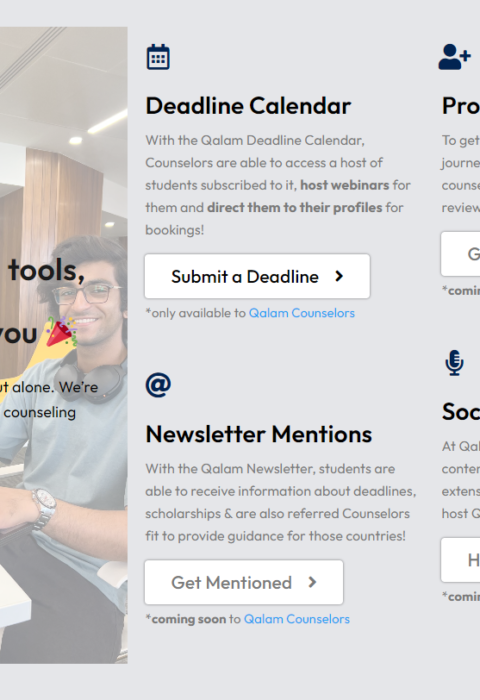 tools,
you
ut alone. We're
counseling
Deadline Calendar
With the Qalam Deadline Calendar,
Counselors are able to access a host of
students subscribed to it, host webinars for
them and direct them to their profiles for
bookings!
Submit a Deadline
*only available to Qalam Counselors
@
Newsletter Mentions
With the Qalam Newsletter, students are
able to receive information about deadlines,
scholarships & are also referred Counselors
fit to provide guidance for those countries!
Get Mentioned
*coming soon to Qalam Counselors
Pro
To get
journe
counse
review
G
*comin
Soc
At Qal
conten
extens
host Q
H
*comin